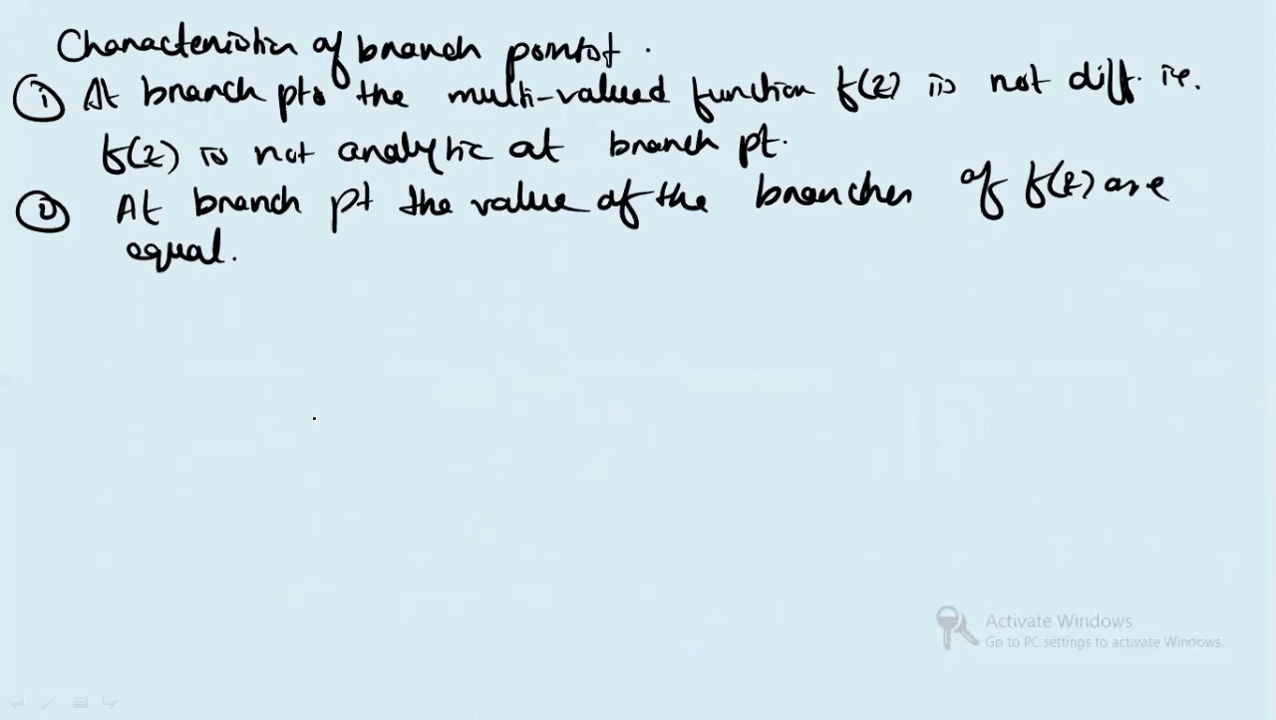 Characteristics of branch point .
① At branch pts the multi-valued function f(z) is not diff. i.e.
f(z) is not analytic at branch pt.
② At branch pt the value of the branches of f(z) are
equal.
Activate Windows
Go to PC settings to activate Windows.